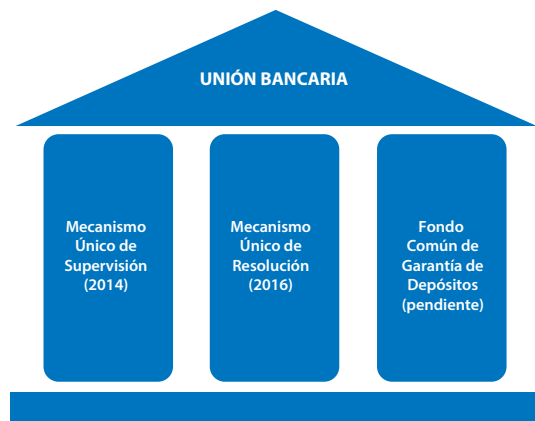 UNIÓN BANCARIA
Mecanismo
Único de
Supervisión
(2014)
Mecanismo
Único de
Resolución
(2016)
Fondo
Común de
Garantía de
Depósitos
(pendiente)